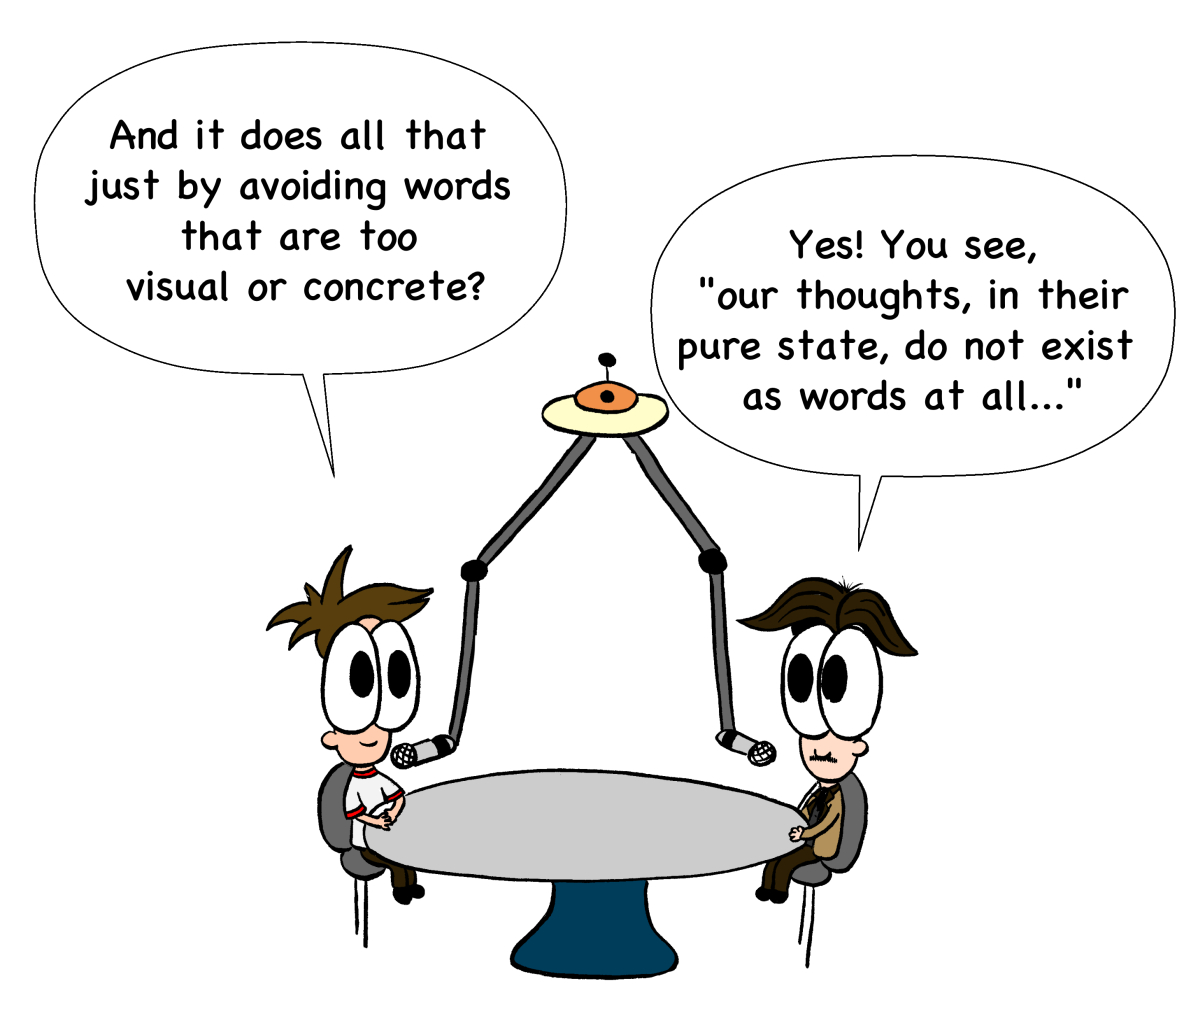 And it does all that
just by avoiding words
that are too
visual or concrete?
Yes! You see,
"our thoughts, in their
pure state, do not exist
as words at all..."